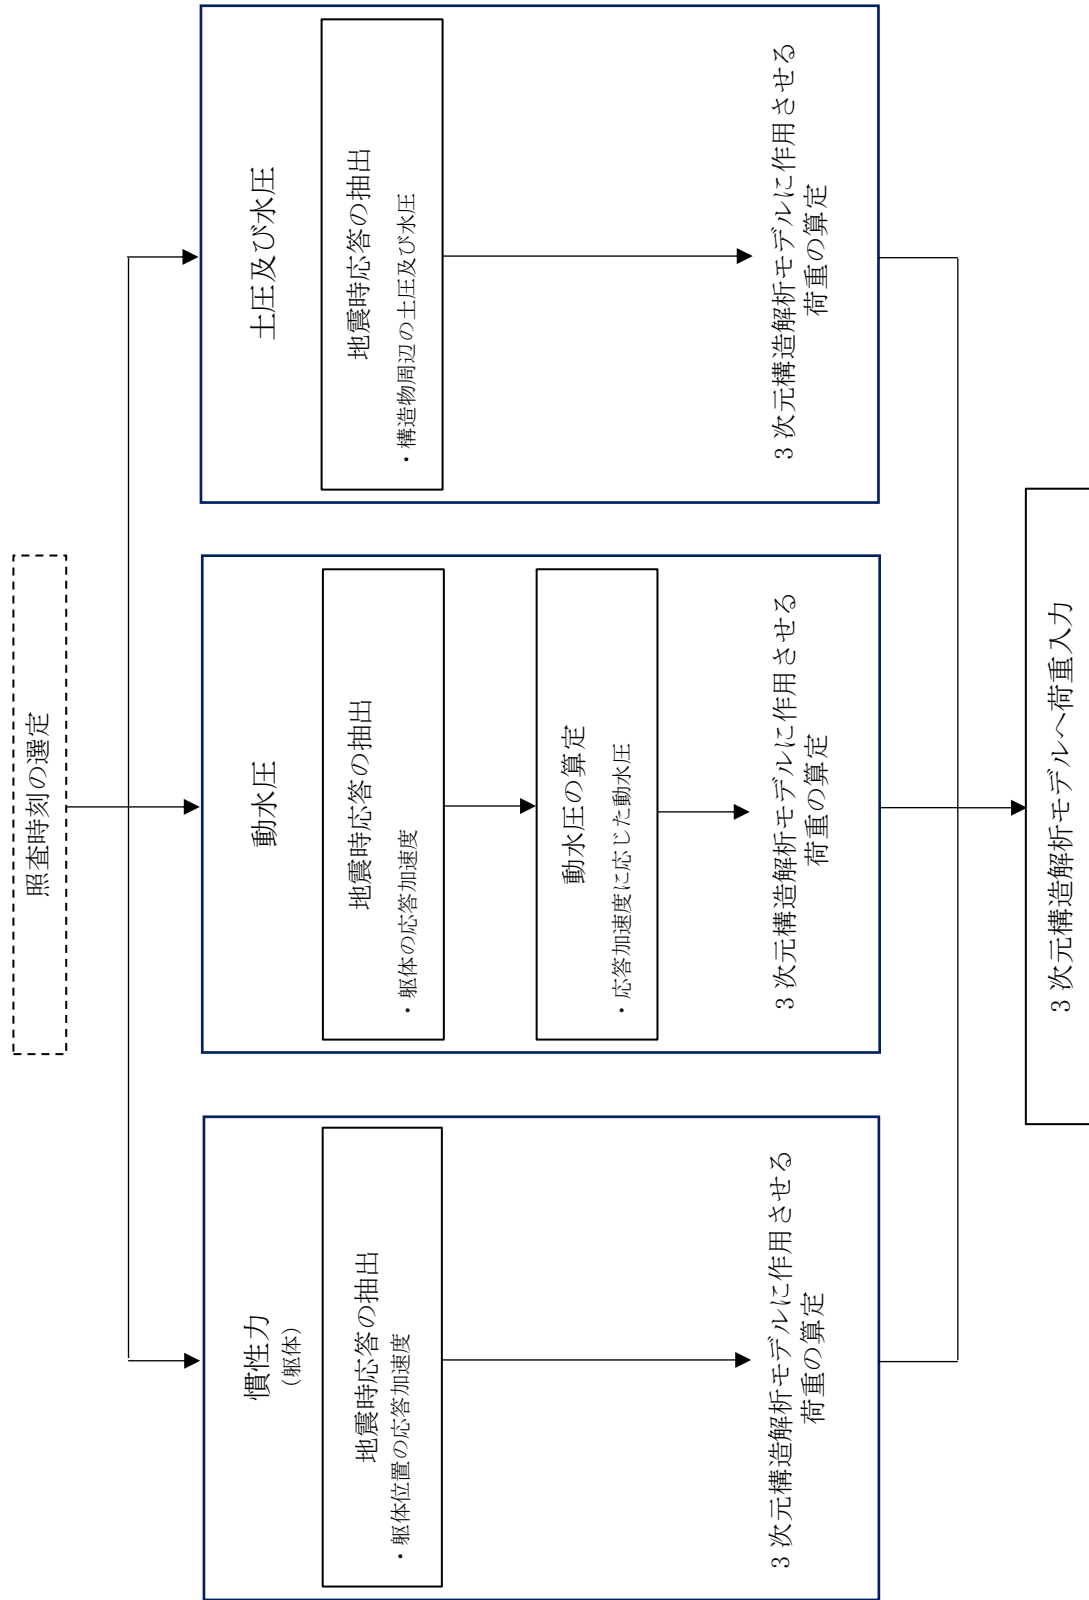 照査時刻の選定
慣性力
（躯体）
地震時応答の抽出
・躯体位置の応答加速度
3 次元構造解析モデルに作用させる
荷重の算定
動水圧
地震時応答の抽出
・躯体の応答加速度
動水圧の算定
・応答加速度に応じた動水圧
3 次元構造解析モデルに作用させる
荷重の算定
土圧及び水圧
地震時応答の抽出
・構造物周辺の土圧及び水圧
3 次元構造解析モデルに作用させる
荷重の算定
3 次元構造解析モデルへ荷重入力